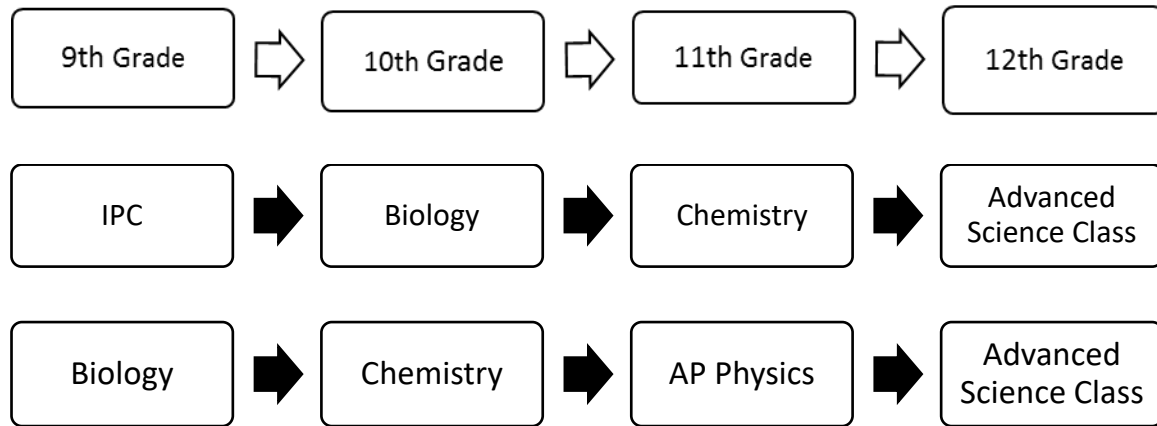 9th Grade
10th Grade
11th Grade
12th Grade
IPC
Biology
Chemistry
Advanced
Science Class
Biology
Chemistry
AP Physics
Advanced
Science Class